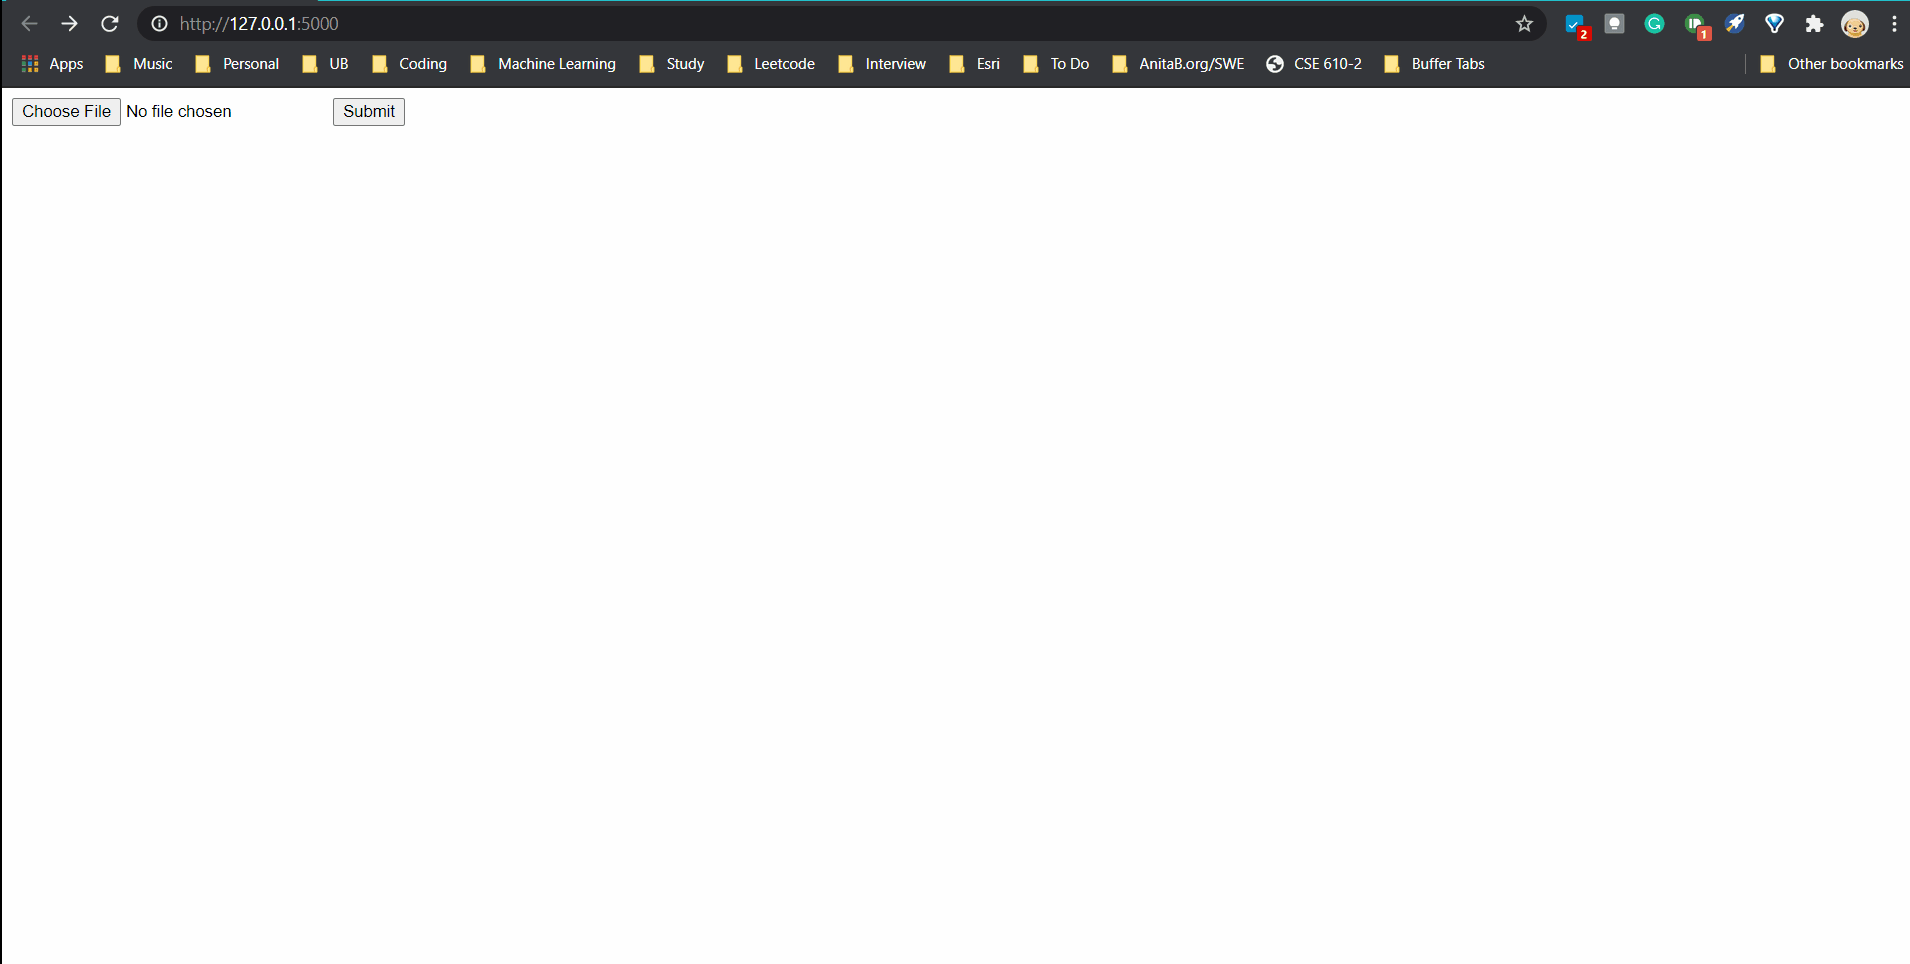 http://127.0.0.1:5000 2 1
Apps Music Personal UB Coding Machine Learning Study Leetcode Interview Esri To Do AnitaB.org/SWE CSE 610-2 Buffer Tabs Other bookmarks
Choose File No file chosen Submit